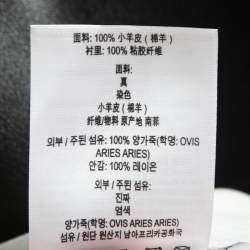 面料: 100% 小羊皮 (绵羊)
衬里: 100% 粘胶纤维
面料:
真
染色
小羊皮 (绵羊)
纤维/物料 原产地 南非
외부 / 주된 섬유: 100% 양가죽(학명: OVIS
ARIES ARIES)
안감: 100% 레이온
외부 / 주된 섬유:
진짜
염색
양가죽(학명: OVIS ARIES ARIES)
섬유 / 원단 원산지 남아프리카공화국